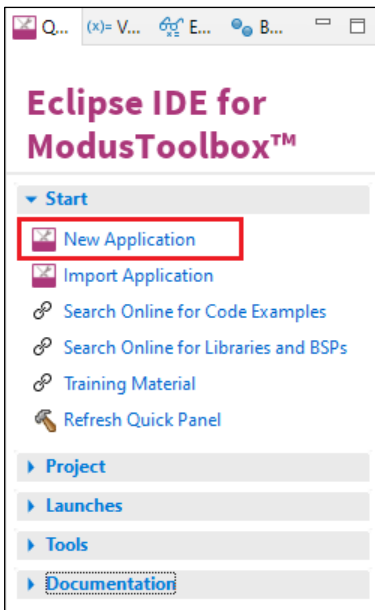 Q... (x)= V... E... B...
Eclipse IDE for
ModusToolbox™
Start
New Application
Import Application
Search Online for Code Examples
Search Online for Libraries and BSPs
Training Material
Refresh Quick Panel
Project
Launches
Tools
Documentation